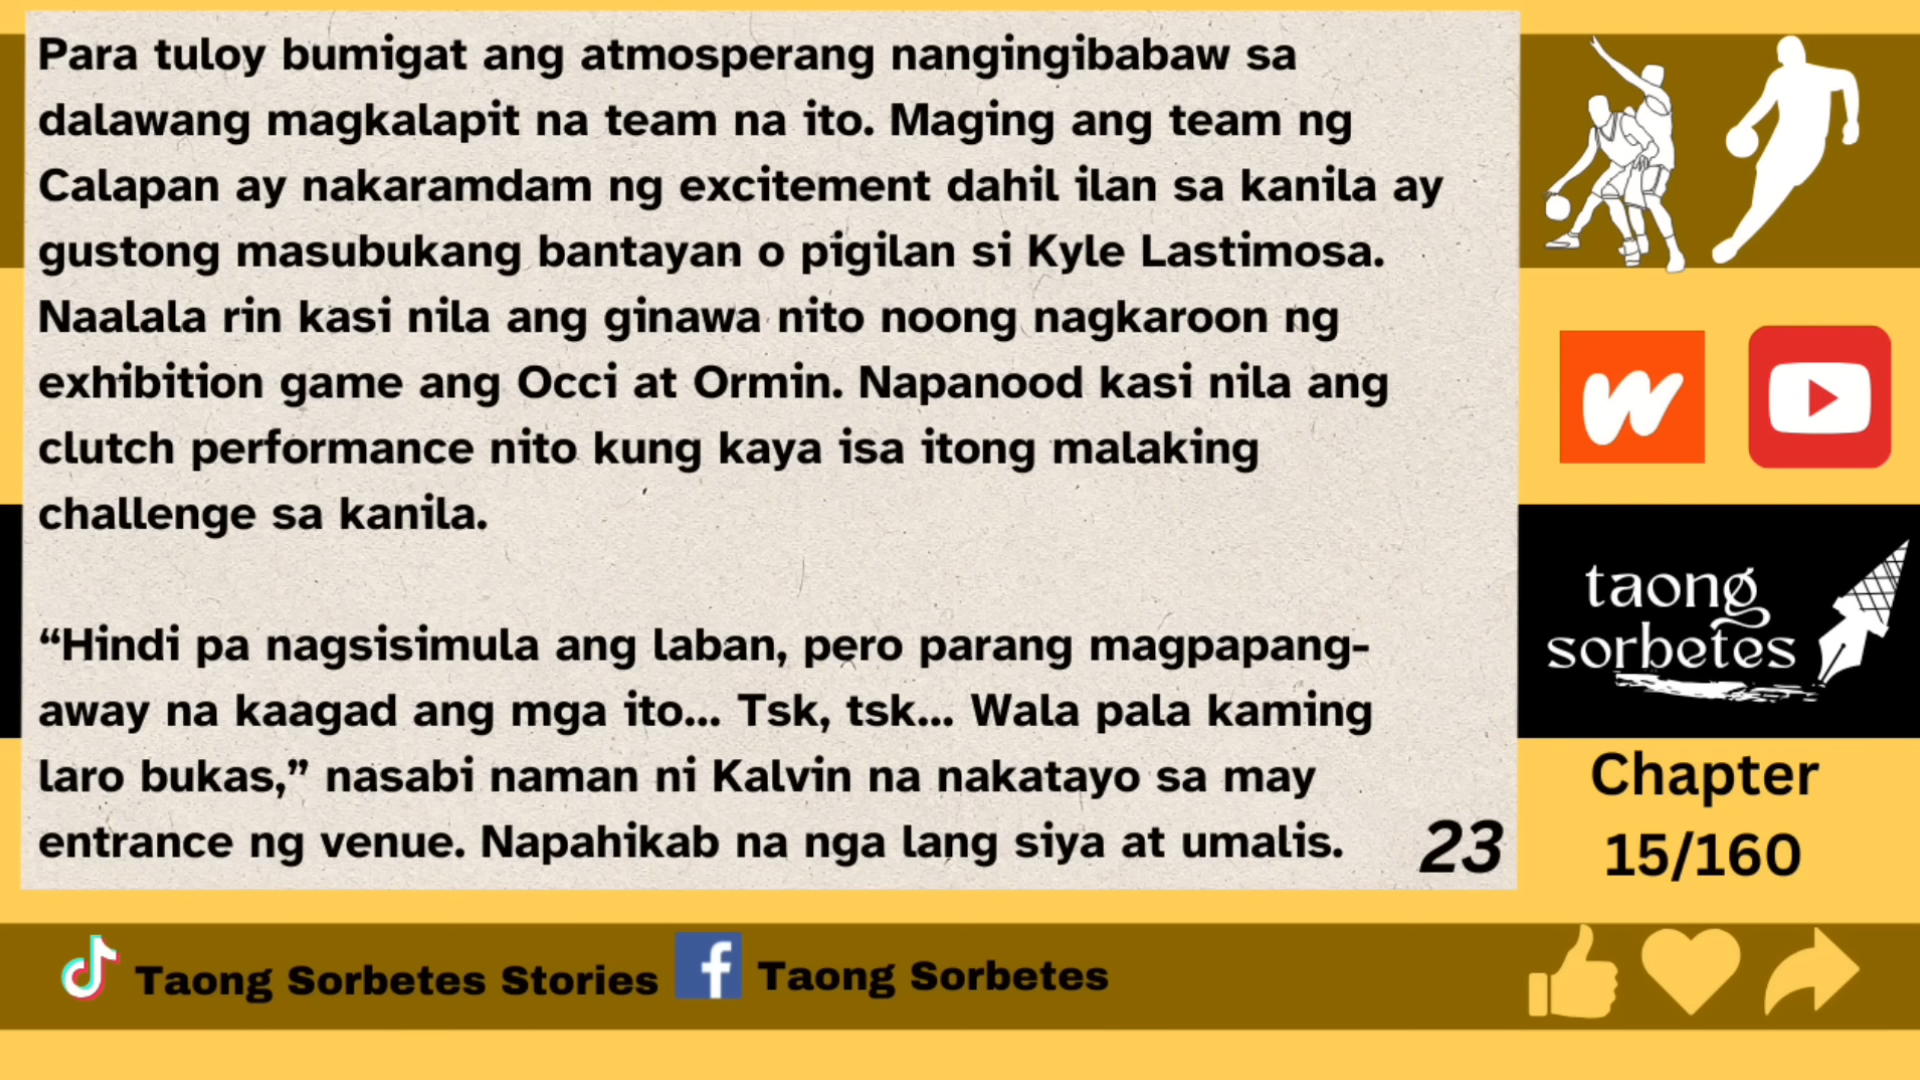 Para tuloy bumigat ang atmosperang nangingibabaw sa
dalawang magkalapit na team na ito. Maging ang team ng
Calapan ay nakaramdam ng excitement dahil ilan sa kanila ay
gustong masubukang bantayan o pigilan si Kyle Lastimosa.
Naalala rin kasi nila ang ginawa nito noong nagkaroon ng
exhibition game ang Occi at Ormin. Napanood kasi nila ang
clutch performance nito kung kaya isa itong malaking
challenge sa kanila.
“Hindi pa nagsisimula ang laban, pero parang magpapang-
away na kaagad ang mga ito... Tsk, tsk... Wala pala kaming
laro bukas,” nasabi naman ni Kalvin na nakatayo sa may
entrance ng venue. Napahikab na nga lang siya at umalis.
23
taong
sorbetes
Chapter
15/160
Taong Sorbetes Stories
Taong Sorbetes